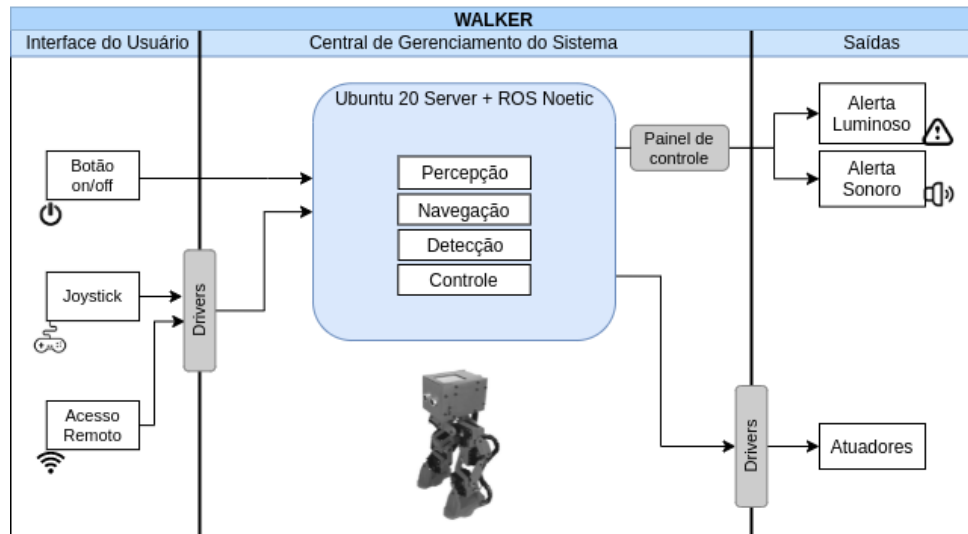 WALKER
Interface do Usuário
Central de Gerenciamento do Sistema
Saídas
Ubuntu 20 Server + ROS Noetic
Percepção
Navegação
Detecção
Controle
Botão
on/off
Joystick
Acesso
Remoto
Drivers
Painel de
controle
Alerta
Luminoso
Alerta
Sonoro
Drivers
Atuadores